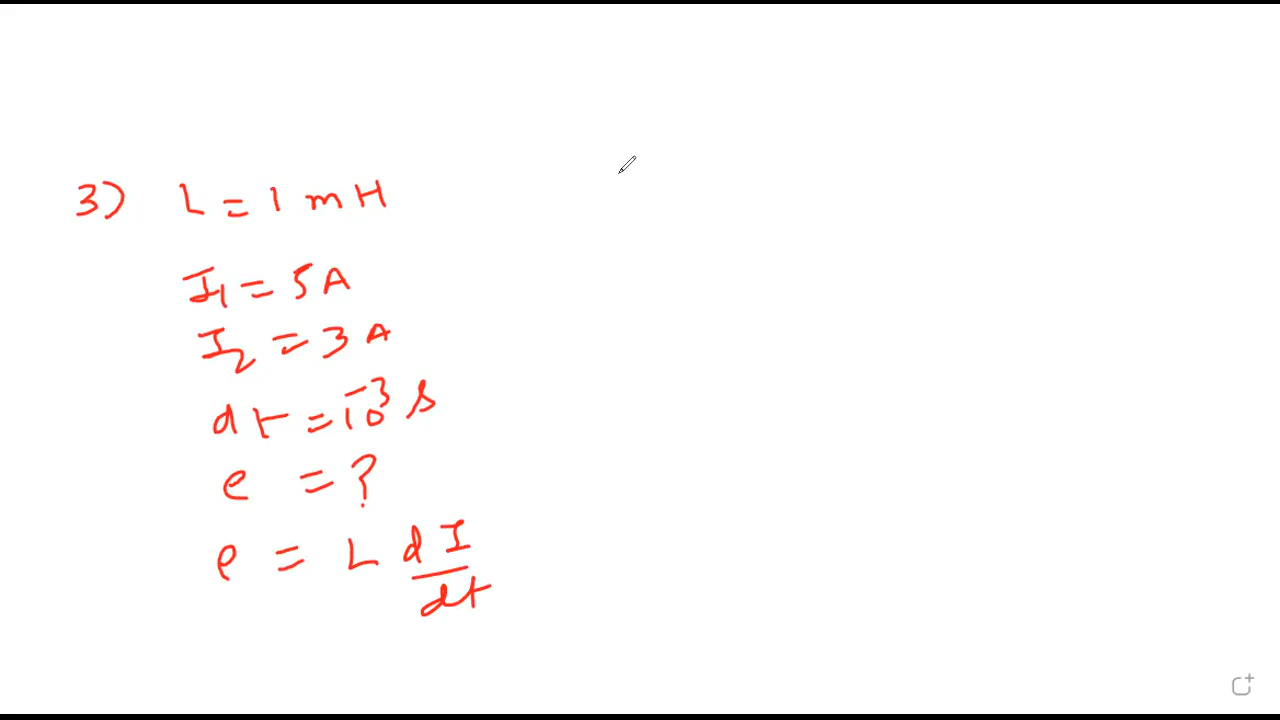 3) L = 1 mH
I₁ = 5A
I₂ = 3A
dt = 10⁻³ s
e = ?
e = L dI/dt